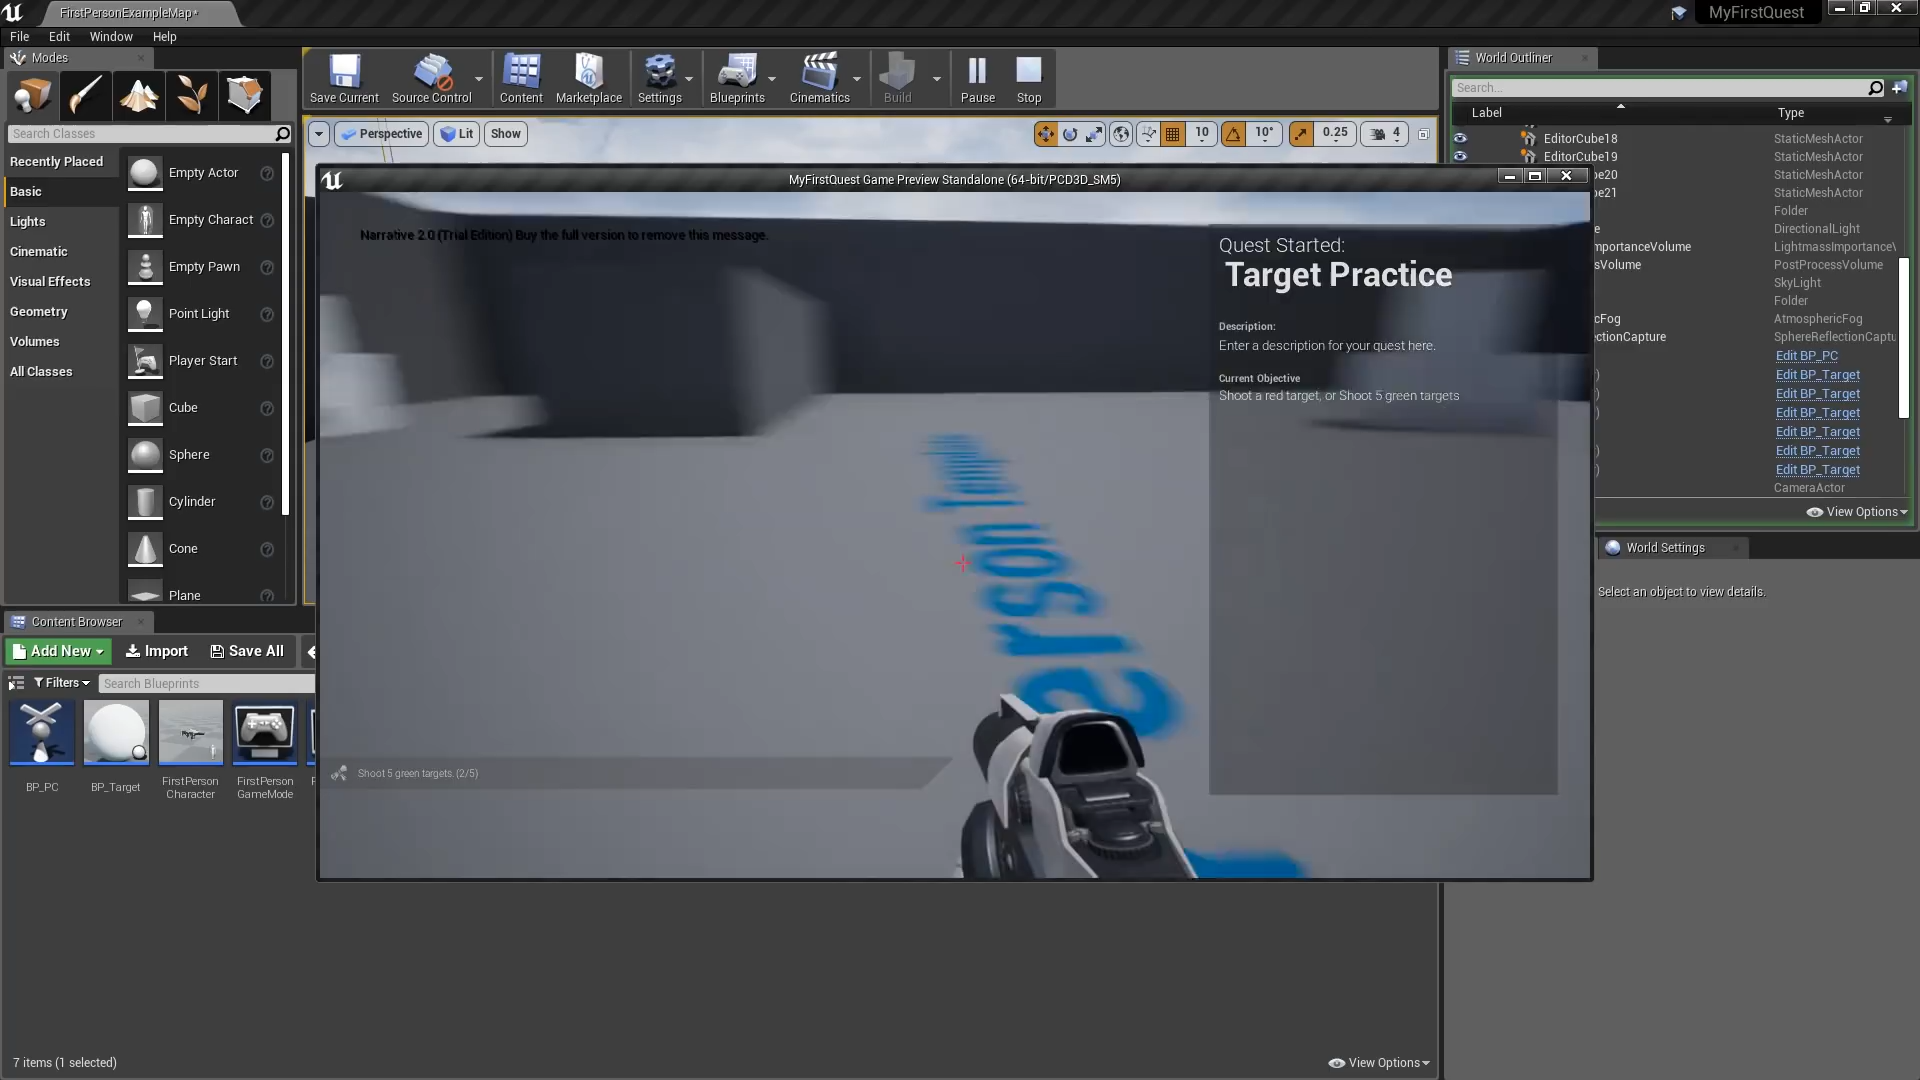 FirstPersonExampleMap*
MyFirstQuest
File Edit Window Help
Modes
World Outliner
Save Current Source Control Content Marketplace Settings Blueprints Cinematics Build Pause Stop
Search...
Label Type
Search Classes
Perspective Lit Show 10 10° 0.25 4
EditorCube18 StaticMeshActor
EditorCube19 StaticMeshActor
StaticMeshActor
StaticMeshActor
Folder
DirectionalLight
LightmassImportanceV
sVolume PostProcessVolume
SkyLight
Folder
cFog AtmosphericFog
SphereReflectionCaptu
Edit BP_PC
Edit BP_Target
Edit BP_Target
Edit BP_Target
Edit BP_Target
Edit BP_Target
Edit BP_Target
CameraActor
View Options
World Settings
Select an object to view details.
Recently Placed
Basic
Lights
Cinematic
Visual Effects
Geometry
Volumes
All Classes
Empty Actor
Empty Charact
Empty Pawn
Point Light
Player Start
Cube
Sphere
Cylinder
Cone
Plane
MyFirstQuest Game Preview Standalone (64-bit/PCD3D_SM5)
Narrative 2.0 (Trial Edition) Buy the full version to remove this message.
Quest Started:
Target Practice
Description:
Enter a description for your quest here.
Current Objective
Shoot a red target, or Shoot 5 green targets
Shoot 5 green targets. (2/5)
Content Browser
Add New Import Save All
Filters Search Blueprints
BP_PC
BP_Target
FirstPerson
Character
FirstPerson
GameMode
7 items (1 selected)
View Options